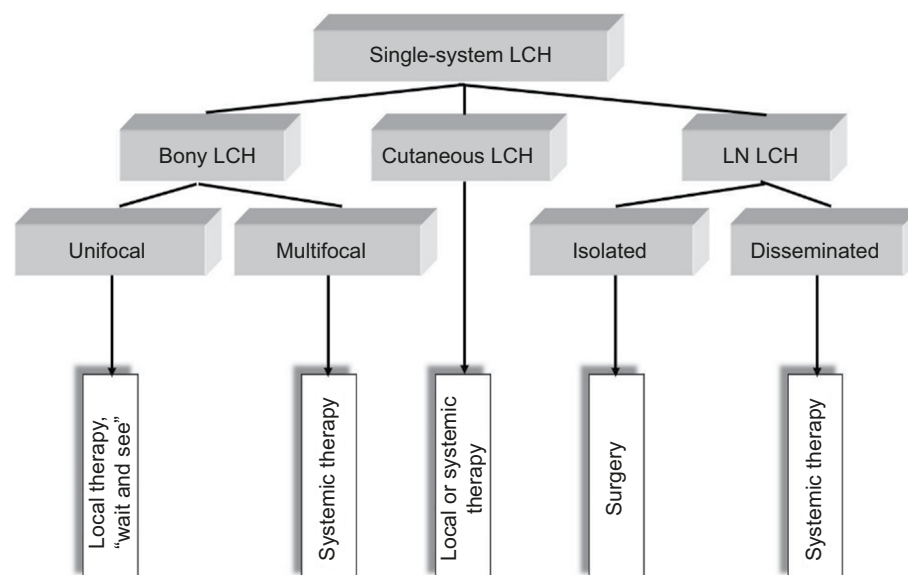 Single-system LCH
Bony LCH
Cutaneous LCH
LN LCH
Unifocal
Multifocal
Isolated
Disseminated
Local therapy,
“wait and see”
Systemic therapy
Local or systemic
therapy
Surgery
Systemic therapy